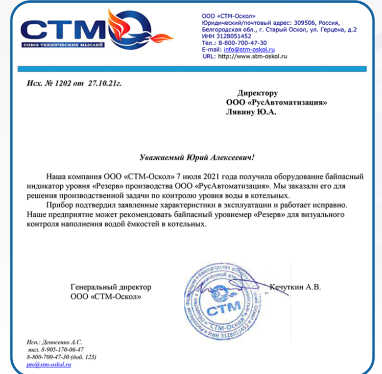 СТМ
СОЮЗ ТЕХНИЧЕСКИХ МЫСЛЕЙ
ООО «СТМ-Оскол»
Юридический/почтовый адрес: 309506, Россия,
Белгородская обл., г. Старый Оскол, ул. Герцена, д.2
ИНН 3128051452
Тел.: 8-800-700-47-30
E-mail: info@stm-oskol.ru
URL: http://www.stm-oskol.ru
Исх. № 1202 от 27.10.21г.
Директору
ООО «РусАвтоматизация»
Лявину Ю.А.
Уважаемый Юрий Алексеевич!
Наша компания ООО «СТМ-Оскол» 7 июля 2021 года получила оборудование байпасный
индикатор уровня «Резерв» производства ООО «РусАвтоматизация». Мы заказали его для
решения производственной задачи по контролю уровня воды в котельных.
Прибор подтвердил заявленные характеристики в эксплуатации и работает исправно.
Наше предприятие может рекомендовать байпасный уровнемер «Резерв» для визуального
контроля наполнения водой ёмкостей в котельных.
Генеральный директор
ООО «СТМ-Оскол»
Кечуткин А.В.
СТМ
«СТМ-Оскол»
А.С.
тел. 8-905-170-06-47
8-800-700-47-30 (доб. 123)
pto@stm-oskol.ru